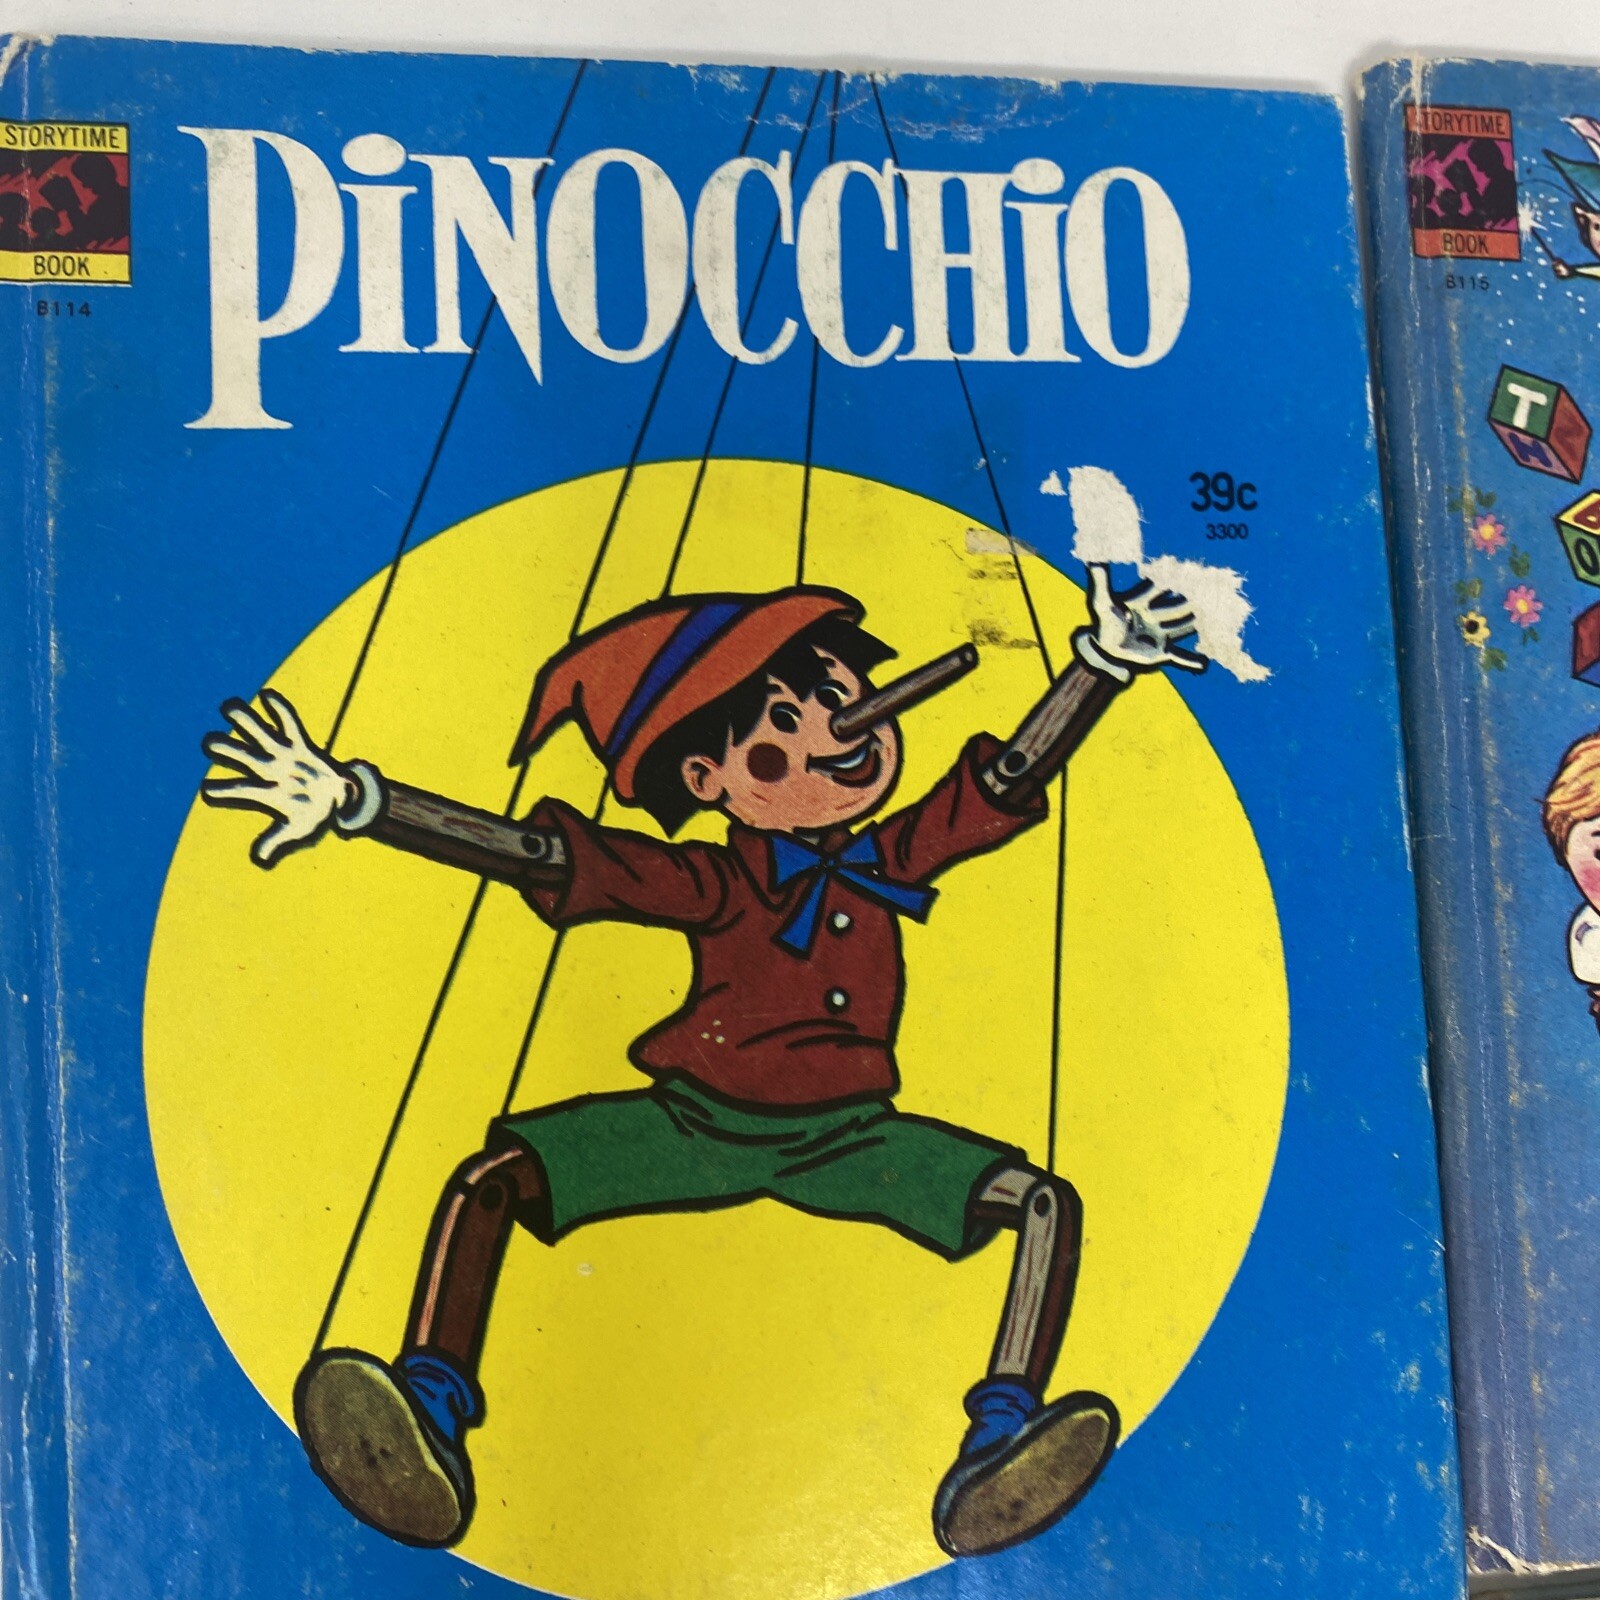 STORYTIME
BOOK
B114
PiNOCCHiO
39c
3300
STORYTIME
BOOK
B115
T
H
O